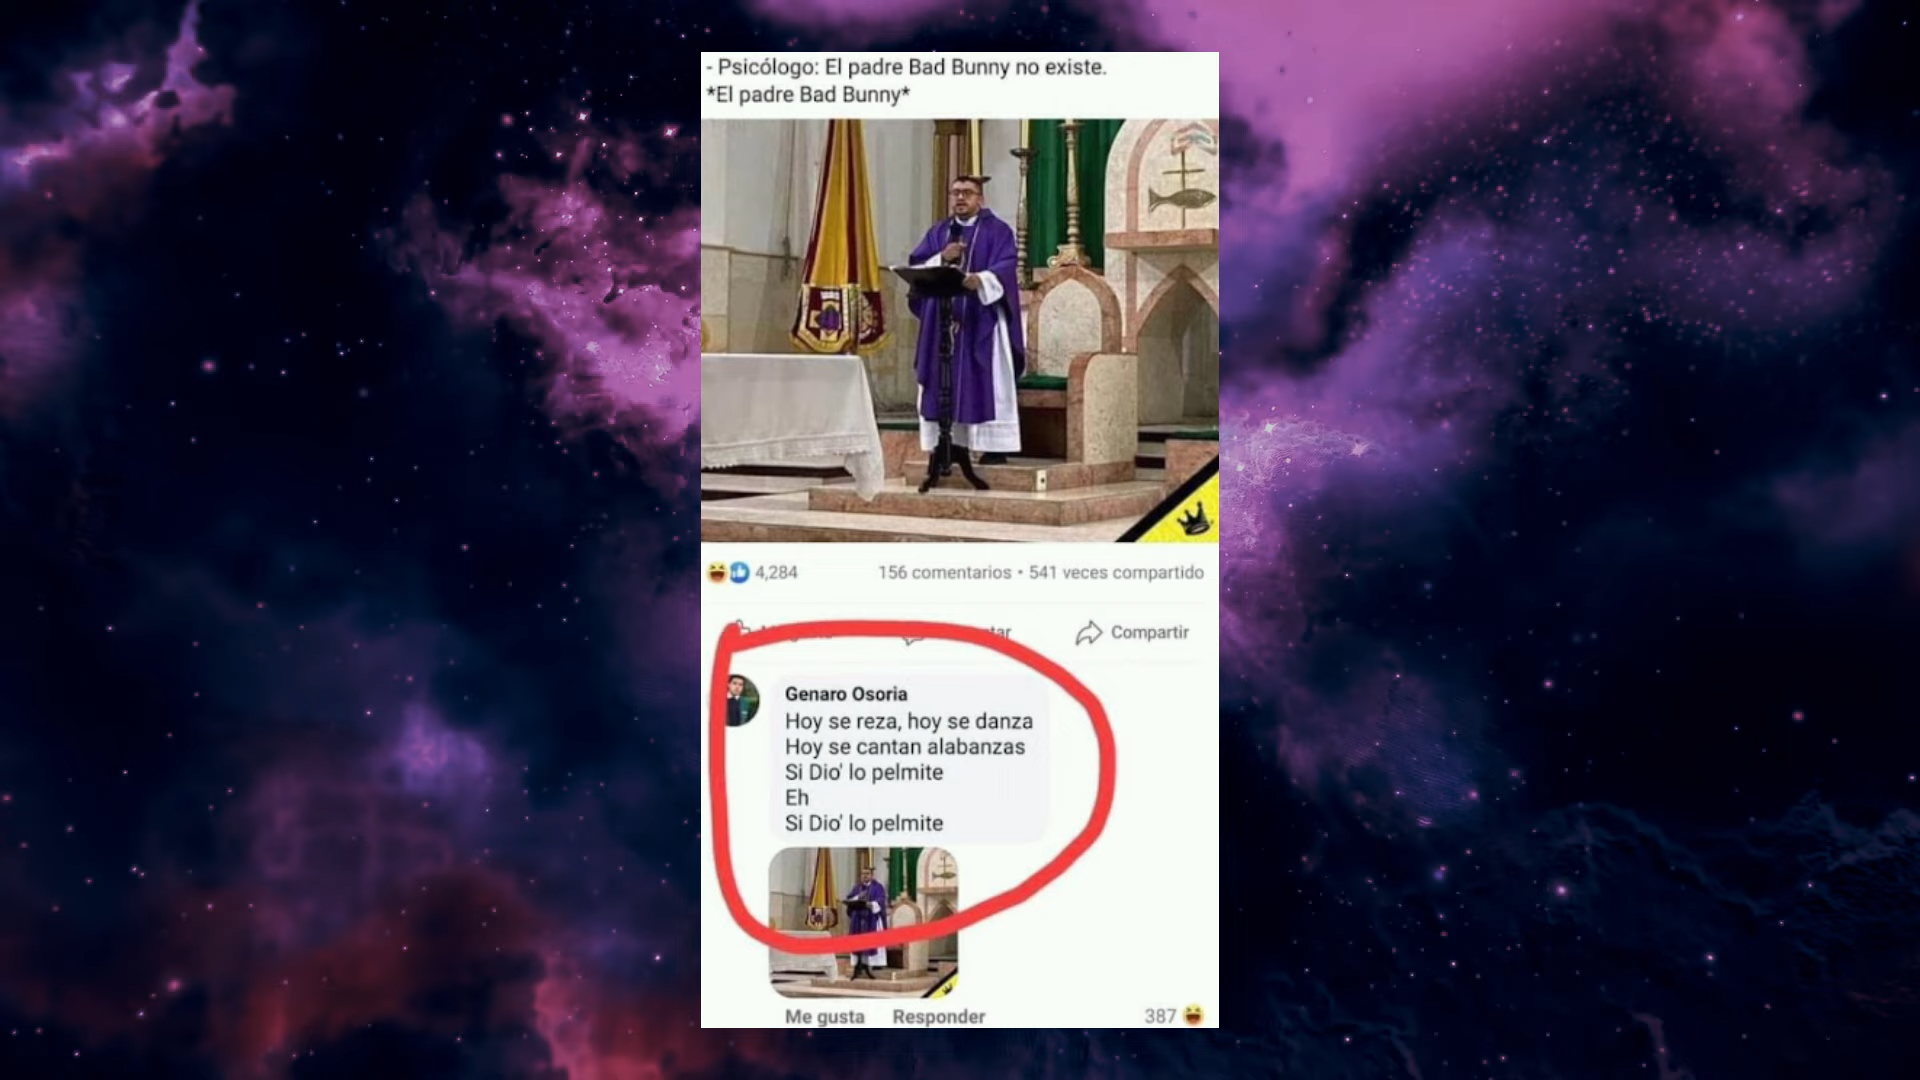 - Psicólogo: El padre Bad Bunny no existe.
*El padre Bad Bunny*
4,284
156 comentarios • 541 veces compartido
Compartir
Genaro Osoria
Hoy se reza, hoy se danza
Hoy se cantan alabanzas
Si Dio' lo pelmite
Eh
Si Dio' lo pelmite
Me gusta Responder
387